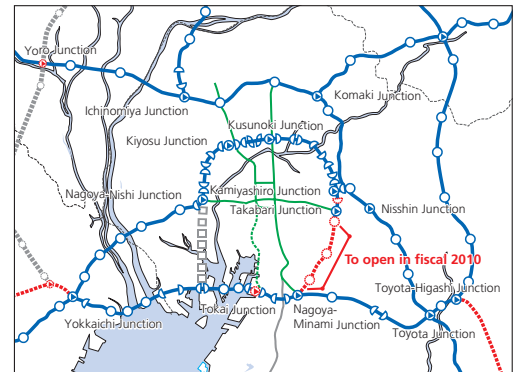 Yoro Junction
Ichinomiya Junction
Komaki Junction
Kusunoki Junction
Kiyosu Junction
Nagoya-Nishi Junction
Kamiyashiro Junction
Takabari Junction
Nisshin Junction
To open in fiscal 2010
Toyota-Higashi Junction
Yokkaichi Junction
Tokai Junction
Nagoya-
Minami Junction
Toyota Junction